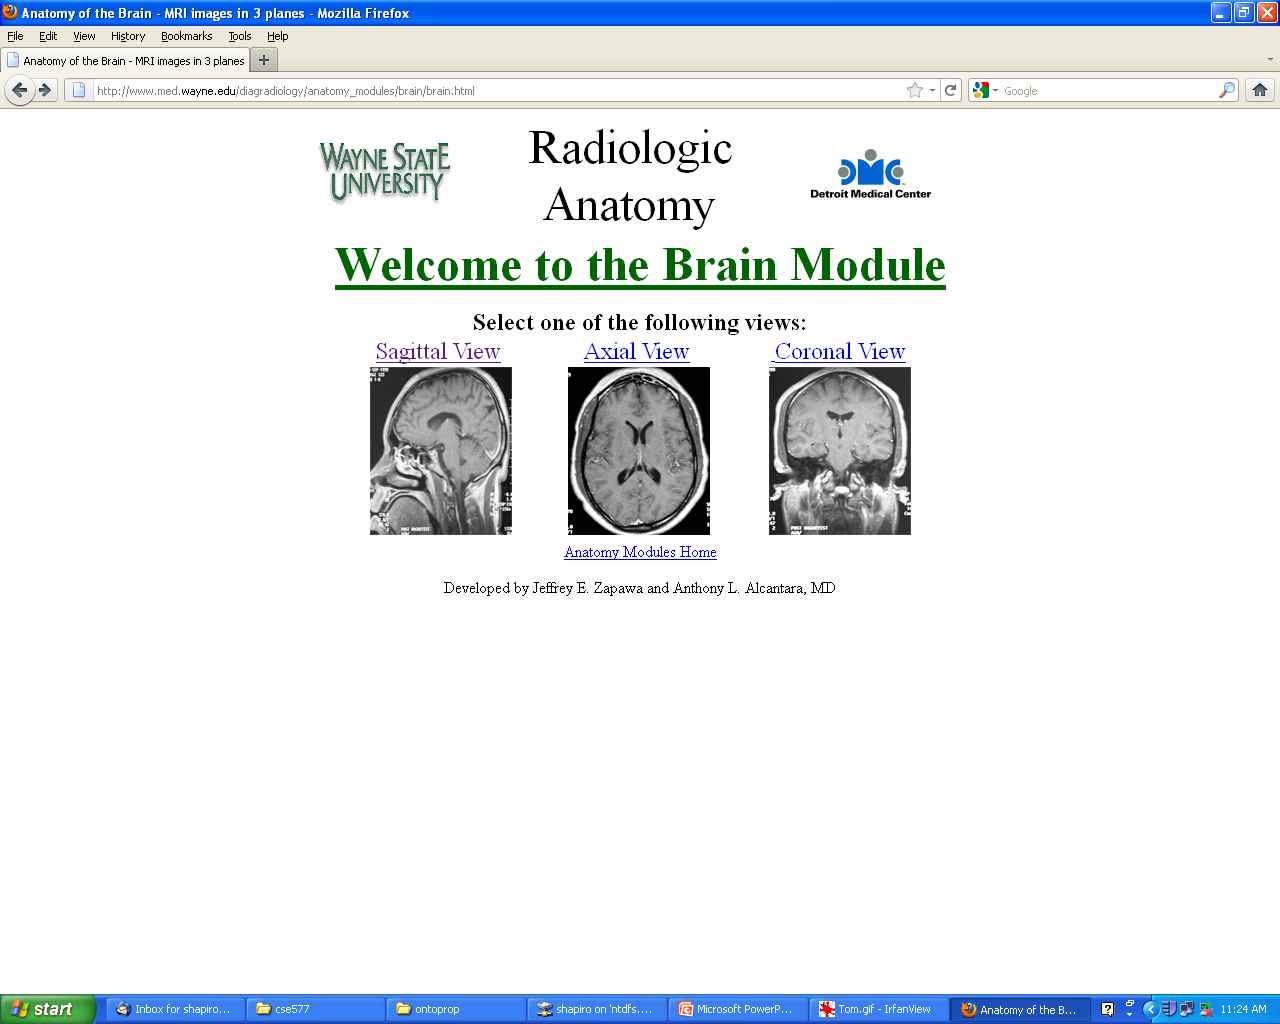 Anatomy of the Brain - MRI images in 3 planes - Mozilla Firefox
File Edit View History Bookmarks Tools Help
Anatomy of the Brain - MRI images in 3 planes
http://www.med.wayne.edu/diagradiology/anatomy_modules/brain/brain.html
Google
WAYNE STATE
UNIVERSITY
Radiologic
Anatomy
DMC
Detroit Medical Center
Welcome to the Brain Module
Select one of the following views:
Sagittal View Axial View Coronal View
Anatomy Modules Home
Developed by Jeffrey E. Zapawa and Anthony L. Alcantara, MD
start Inbox for shapiro... cse577 ontoprop shapiro on 'ntdfs.... Microsoft PowerP... Tom.gif - IrfanView Anatomy of the B... 11:24 AM